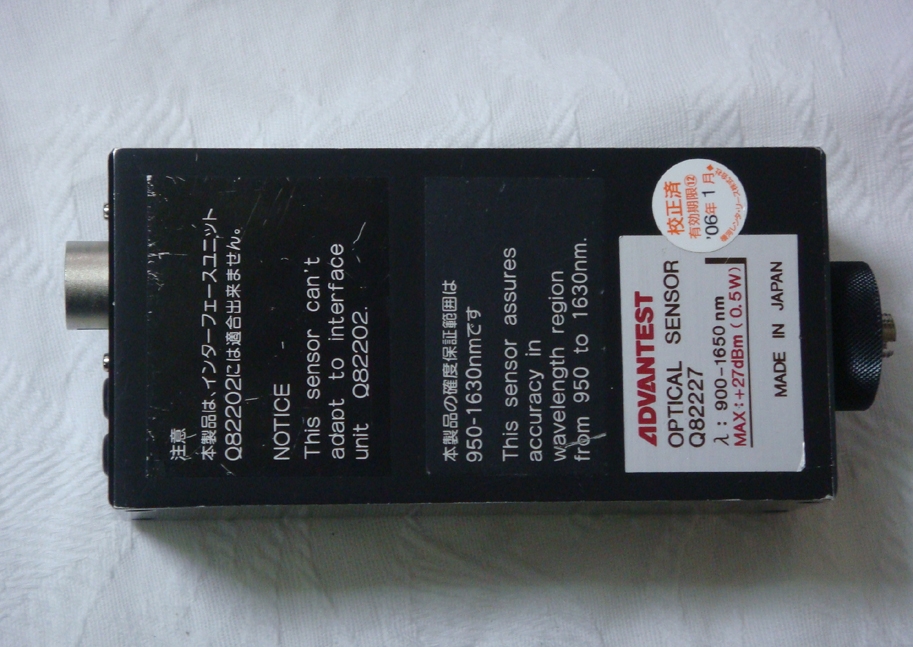 注意
本製品は、インターフェースユニット
Q82202には適合出来ません。
NOTICE
This sensor can't
adapt to interface
unit Q82202.
本製品の確度保証範囲は
950-1630nmです
This sensor assures
accuracy in
wavelength region
from 950 to 1630nm.
校正済
有効期限⑫
'06年 1月
ADVANTEST
OPTICAL SENSOR
Q82227
λ: 900-1650nm
MAX:+27dBm(0.5W)
MADE IN JAPAN